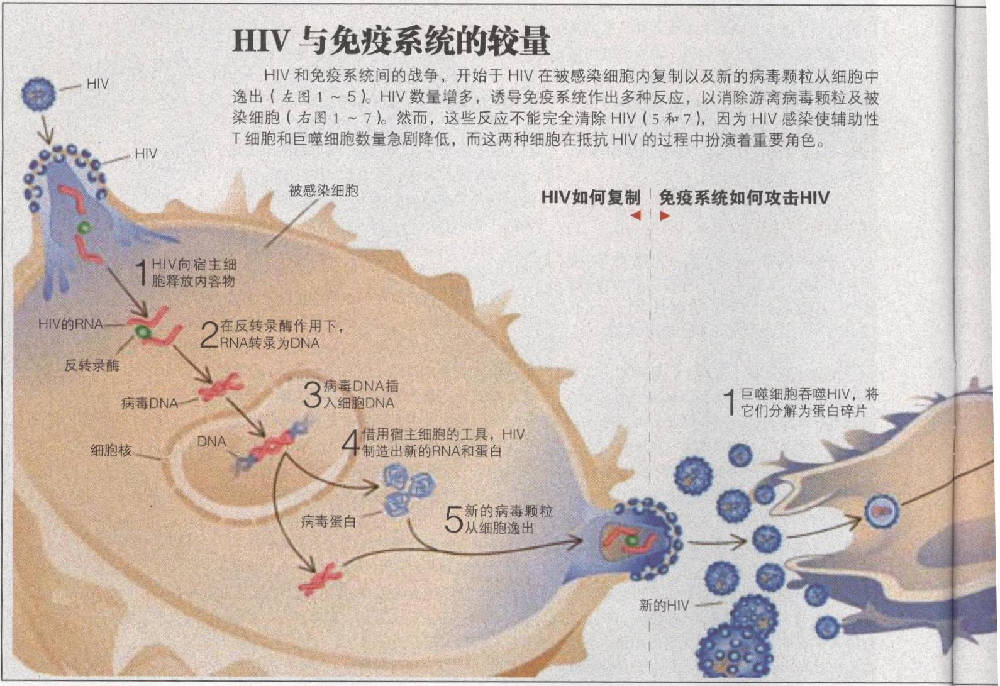 HIV 与免疫系统的较量
HIV 和免疫系统间的战争，开始于 HIV 在被感染细胞内复制以及新的病毒颗粒从细胞中
逸出（左图 1 ~ 5）。HIV 数量增多，诱导免疫系统作出多种反应，以消除游离病毒颗粒及被
染细胞（右图 1 ~ 7）。然而，这些反应不能完全清除 HIV（5 和 7），因为 HIV 感染使辅助性
T 细胞和巨噬细胞数量急剧降低，而这两种细胞在抵抗 HIV 的过程中扮演着重要角色。
HIV
HIV
被感染细胞
HIV如何复制
免疫系统如何攻击HIV
1 HIV向宿主细
胞释放内容物
HIV的RNA
2 在反转录酶作用下，
RNA转录为DNA
反转录酶
病毒DNA
3 病毒DNA插
入细胞DNA
DNA
细胞核
4 借用宿主细胞的工具，HIV
制造出新的RNA和蛋白
病毒蛋白
5 新的病毒颗粒
从细胞逸出
1 巨噬细胞吞噬HIV，将
它们分解为蛋白碎片
新的HIV